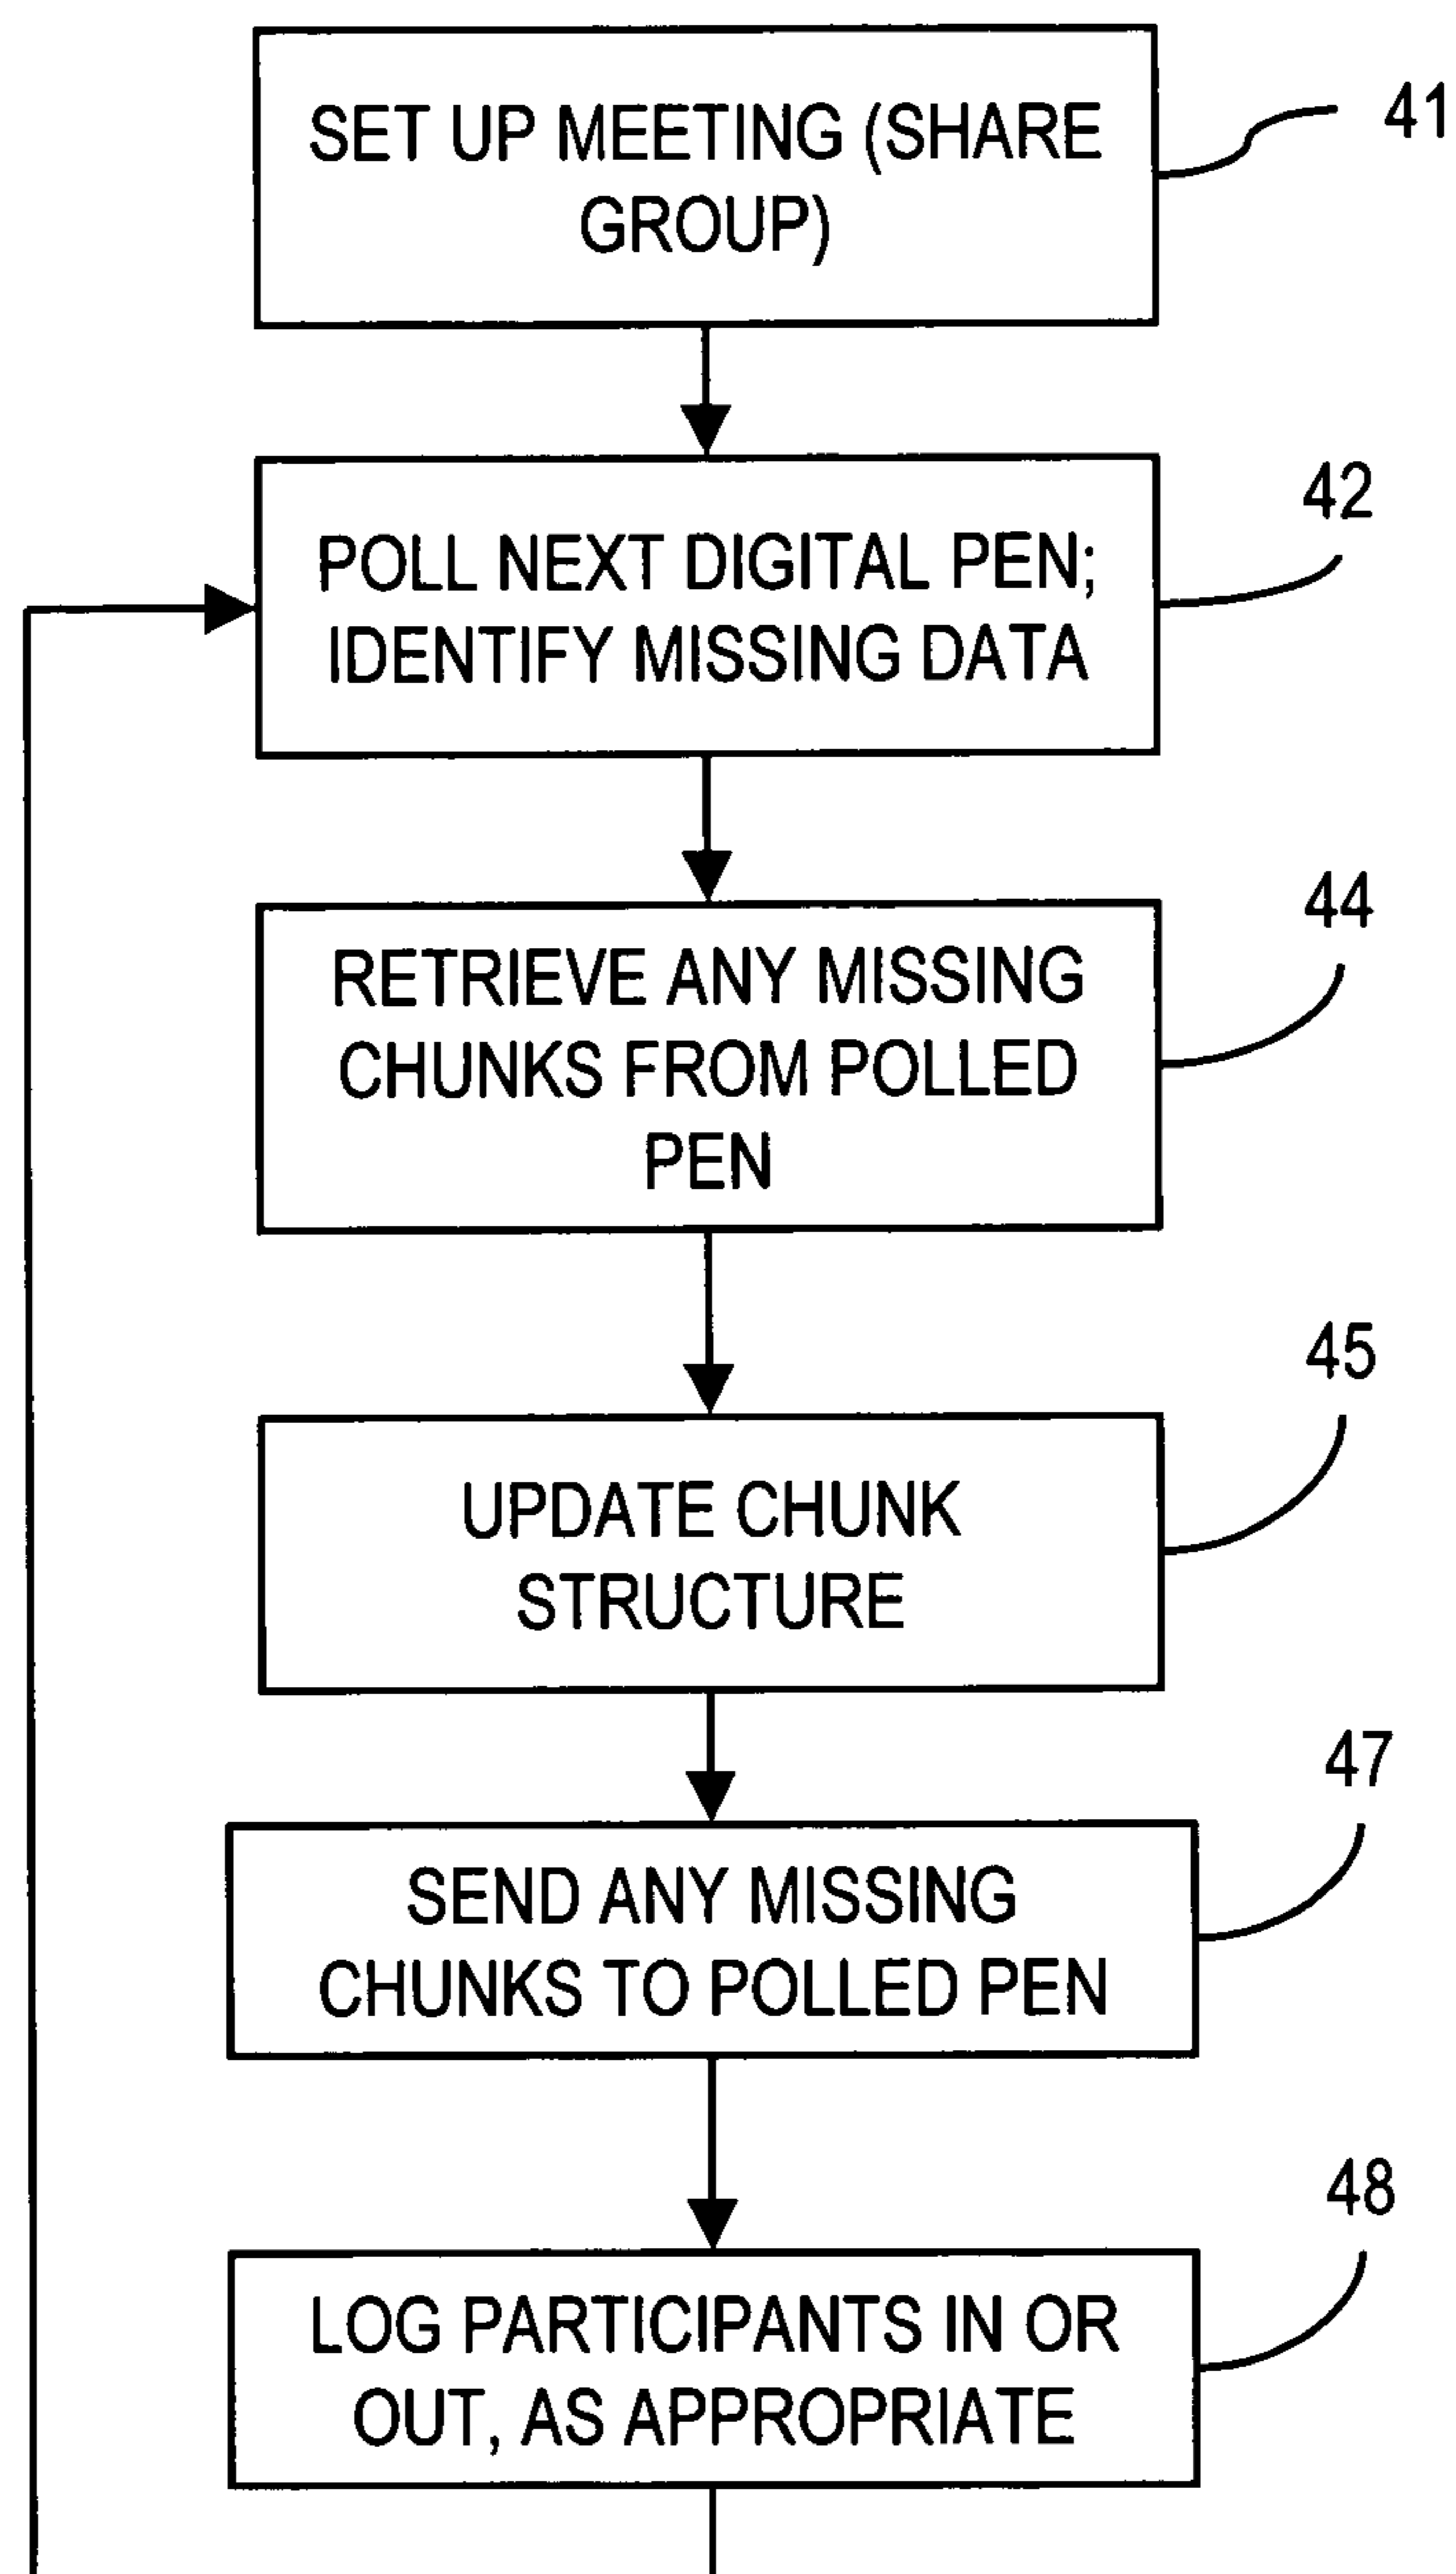 SET UP MEETING (SHARE
GROUP)
41
POLL NEXT DIGITAL PEN;
IDENTIFY MISSING DATA
42
RETRIEVE ANY MISSING
CHUNKS FROM POLLED
PEN
44
UPDATE CHUNK
STRUCTURE
45
SEND ANY MISSING
CHUNKS TO POLLED PEN
47
LOG PARTICIPANTS IN OR
OUT, AS APPROPRIATE
48